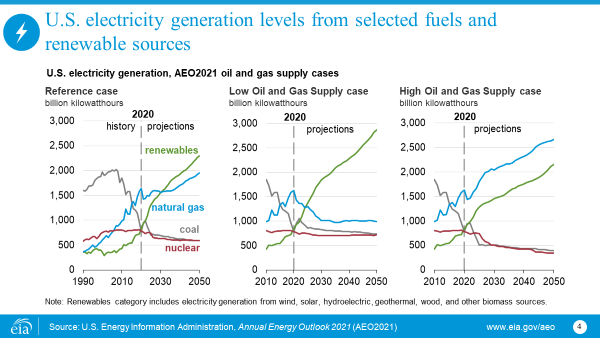 U.S. electricity generation levels from selected fuels and
renewable sources
U.S. electricity generation, AEO2021 oil and gas supply cases
Reference case
billion kilowatthours
2020
history projections
3,000
2,500
2,000
1,500
1,000
500
0
renewables
natural gas
coal
nuclear
1990 2010 2030 2050
Low Oil and Gas Supply case
billion kilowatthours
2020
projections
3,000
2,500
2,000
1,500
1,000
500
0
2010 2020 2030 2040 2050
High Oil and Gas Supply case
billion kilowatthours
2020
projections
3,000
2,500
2,000
1,500
1,000
500
0
2010 2020 2030 2040 2050
Note: Renewables category includes electricity generation from wind, solar, hydroelectric, geothermal, wood, and other biomass sources.
eia
Source: U.S. Energy Information Administration, Annual Energy Outlook 2021 (AEO2021)
www.eia.gov/aeo
4